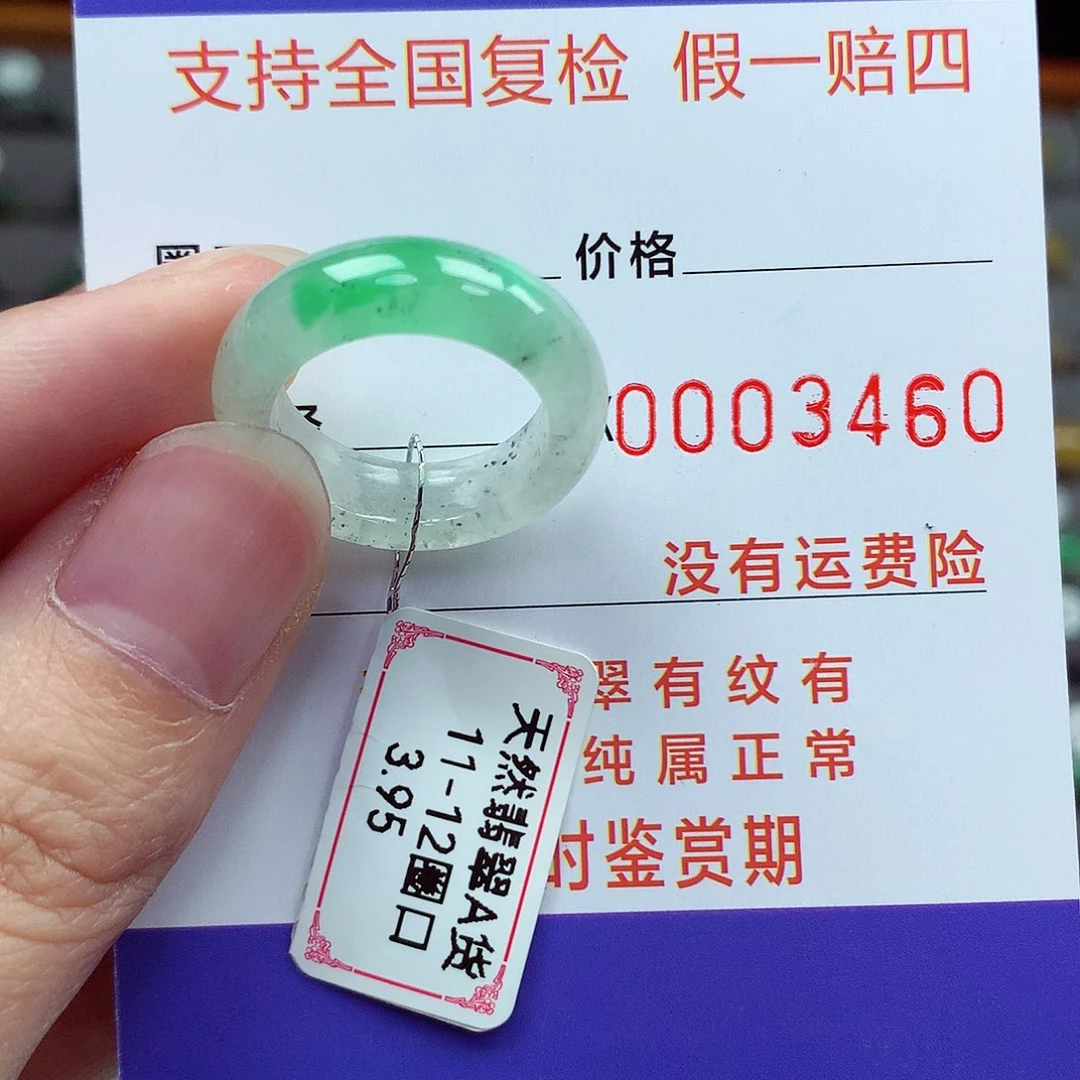 支持全国复检 假一赔四
价格
0003460
没有运费险
翠有纹有
纯属正常
时鉴赏期
天然翡翠A货
11-12圈口
3.95